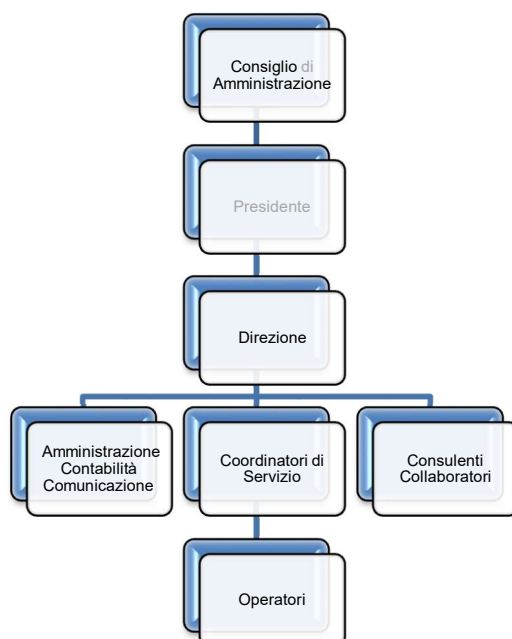 Consiglio di
Amministrazione
Presidente
Direzione
Amministrazione
Contabilità
Comunicazione
Coordinatori di
Servizio
Consulenti
Collaboratori
Operatori